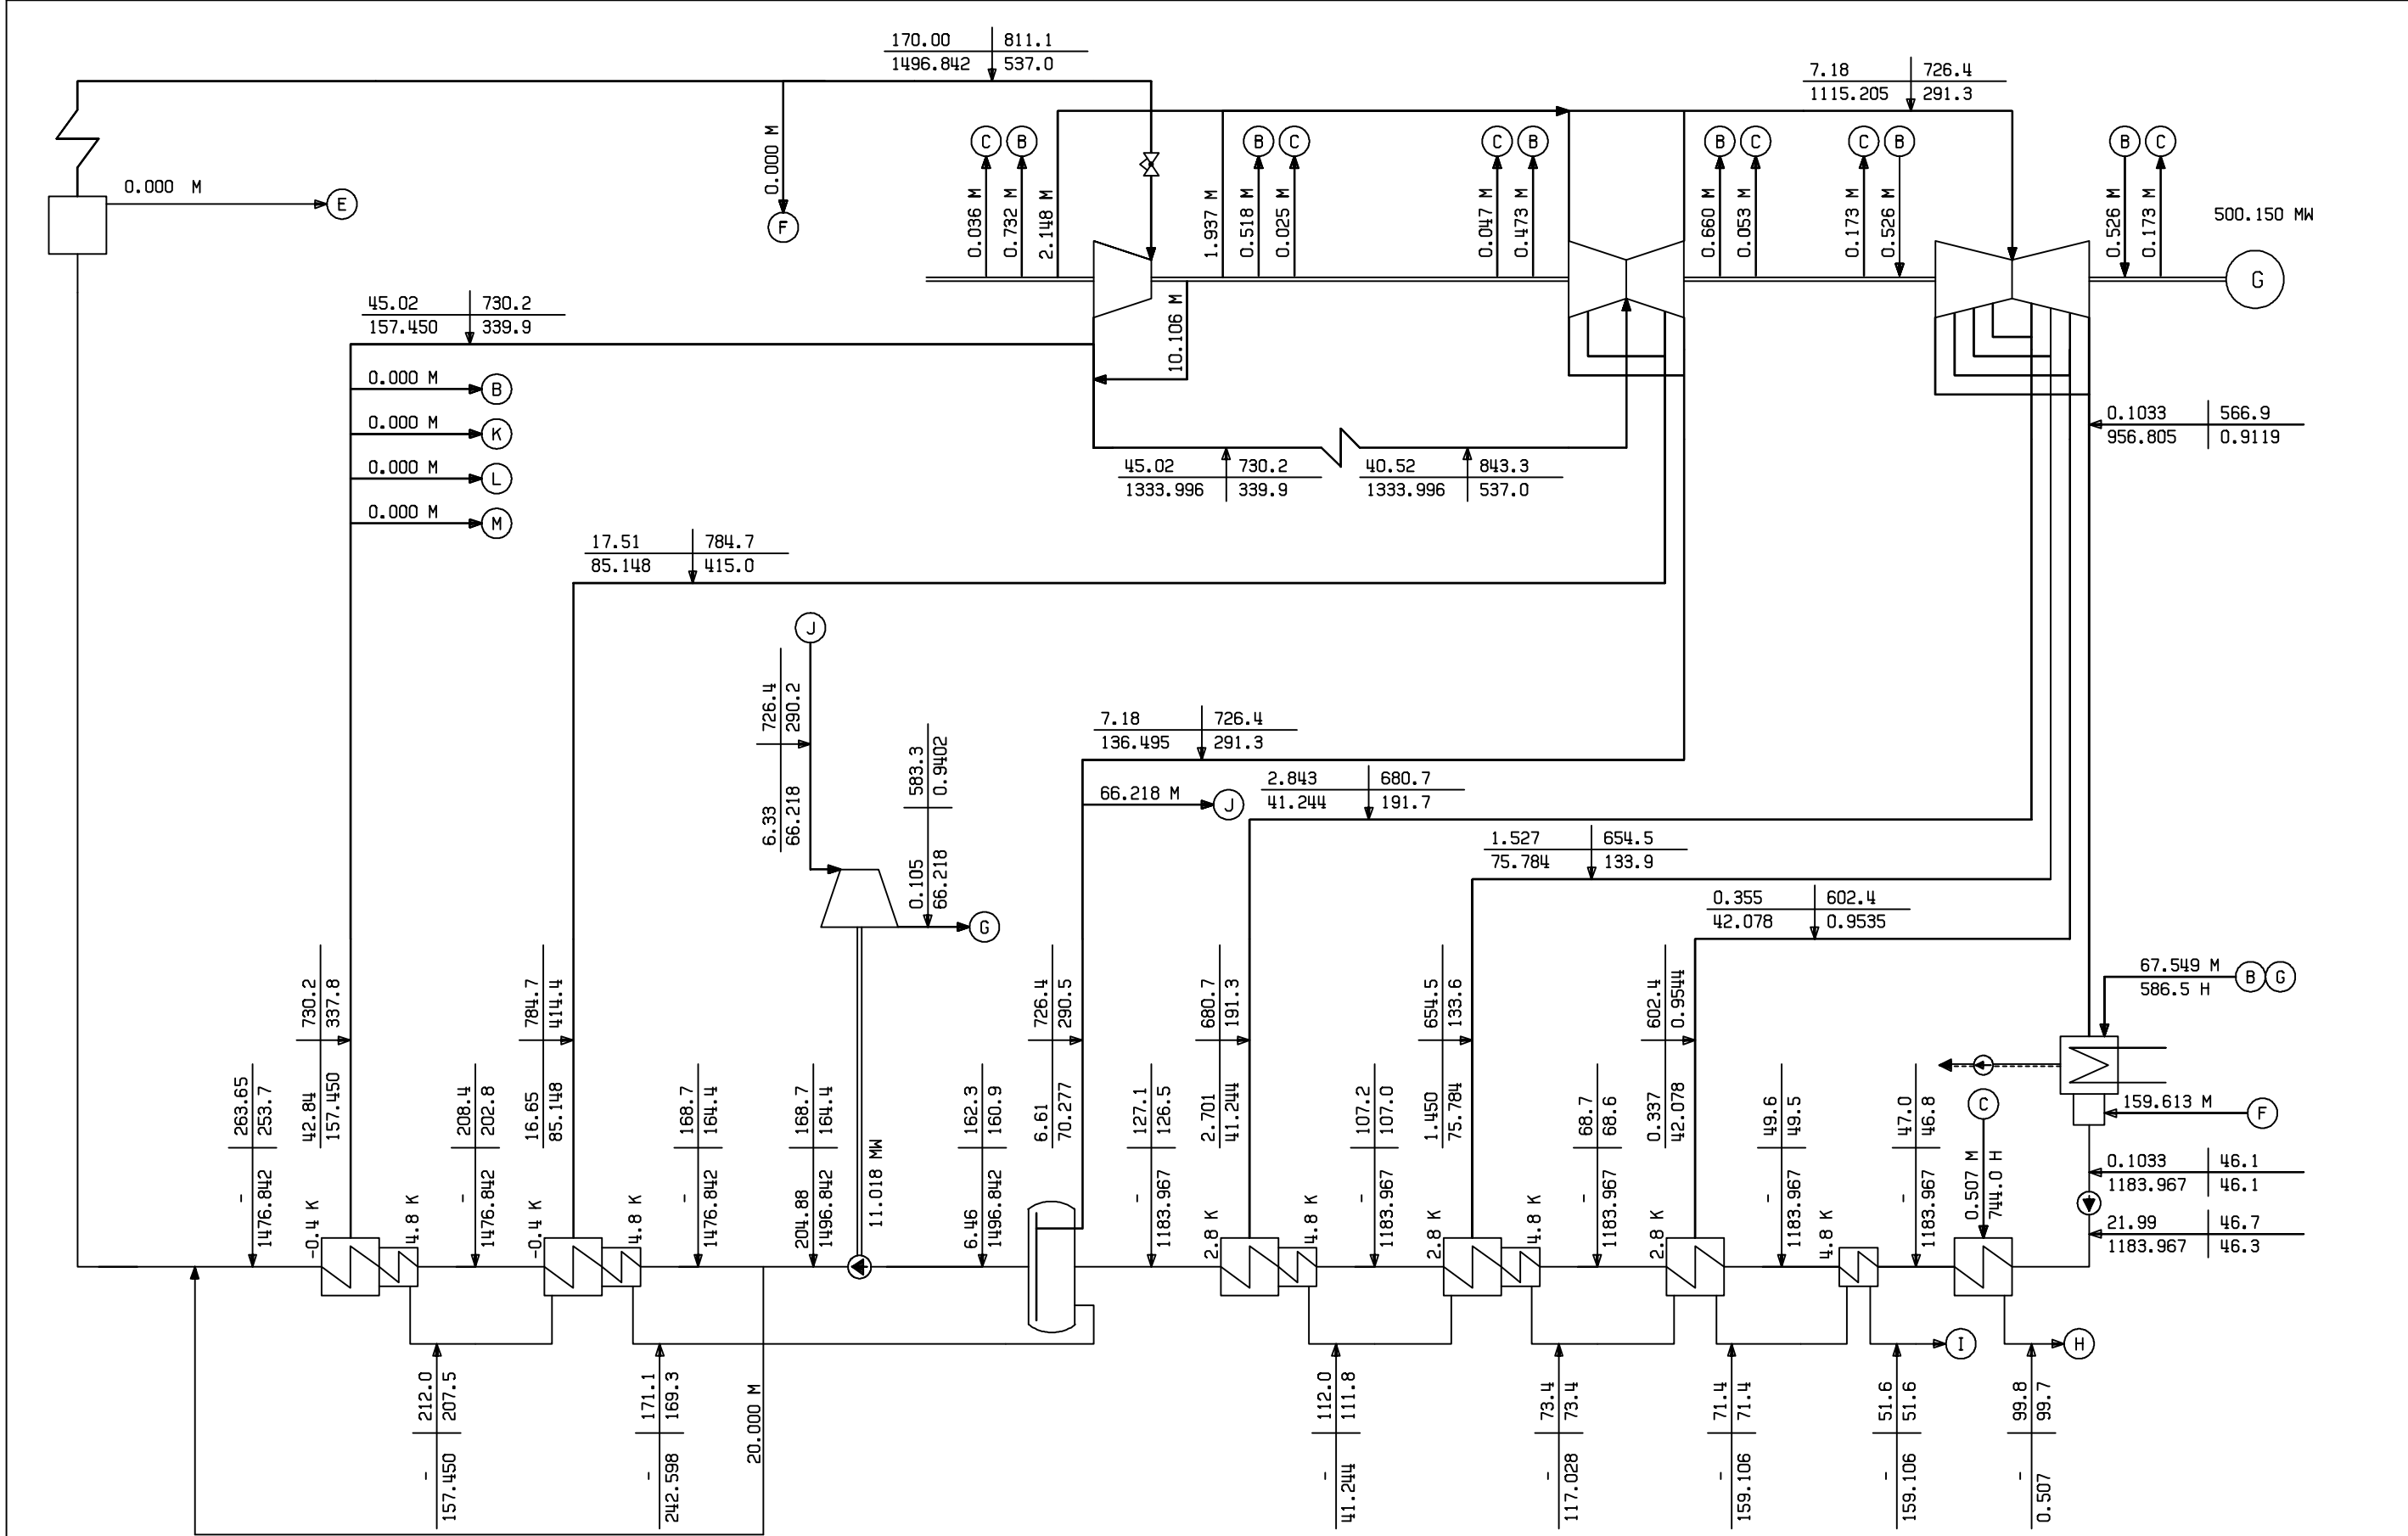 170.00 811.1
1496.842 537.0
7.18 726.4
1115.205 291.3
0.000 M
E
0.000 M
F
C
B
B
C
C
B
B
C
C
B
B
C
0.036 M
0.732 M
2.148 M
1.937 M
0.518 M
0.025 M
0.047 M
0.473 M
0.660 M
0.053 M
0.173 M
0.526 M
0.526 M
0.173 M
500.150 MW
G
45.02 730.2
157.450 339.9
10.106 M
0.000 M
B
0.000 M
K
0.000 M
L
0.000 M
M
0.1033 566.9
956.805 0.9119
45.02 730.2
1333.996 339.9
40.52 843.3
1333.996 537.0
17.51 784.7
85.148 415.0
J
6.33 726.4
66.218 290.2
0.105 583.3
66.218 0.9402
G
7.18 726.4
136.495 291.3
66.218 M
J
2.843 680.7
41.244 191.7
1.527 654.5
75.784 133.9
0.355 602.4
42.078 0.9535
67.549 M
586.5 H
B
G
159.613 M
F
0.1033 46.1
1183.967 46.1
21.99 46.7
1183.967 46.3
- 263.65
1476.842 253.7
42.84 730.2
157.450 337.8
- 208.4
1476.842 202.8
16.65 784.7
85.148 414.4
- 168.7
1476.842 164.4
204.88 168.7
1496.842 164.4
11.018 MW
6.46 162.3
1496.842 160.9
6.61 726.4
70.277 290.5
- 127.1
1183.967 126.5
2.701 680.7
41.244 191.3
- 107.2
1183.967 107.0
1.450 654.5
75.784 133.6
- 68.7
1183.967 68.6
0.337 602.4
42.078 0.9544
- 49.6
1183.967 49.5
- 47.0
1183.967 46.8
C
0.507 M
744.0 H
-0.4 K
4.8 K
-0.4 K
4.8 K
2.8 K
4.8 K
2.8 K
4.8 K
2.8 K
4.8 K
I
H
- 212.0
157.450 207.5
- 171.1
242.598 169.3
20.000 M
- 112.0
41.244 111.8
- 73.4
117.028 73.4
- 71.4
159.106 71.4
- 51.6
159.106 51.6
- 99.8
0.507 99.7